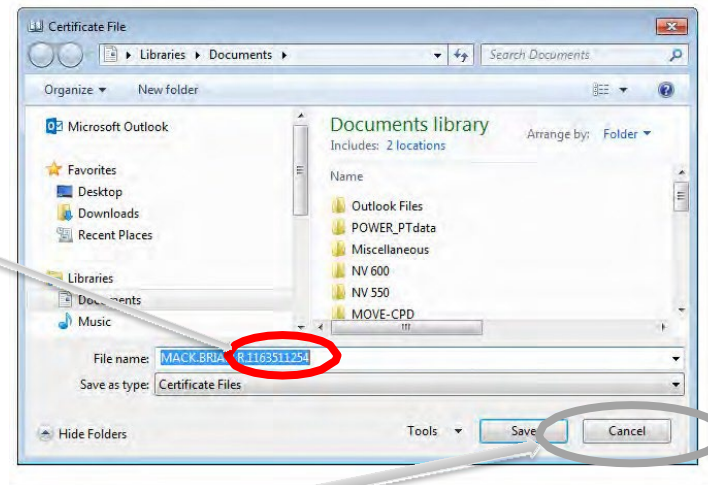 Certificate File
Libraries Documents
Search Documents
Organize New folder
Microsoft Outlook
Favorites
Desktop
Downloads
Recent Places
Libraries
Documents
Music
Documents library
Includes: 2 locations
Arrange by: Folder
Name
Outlook Files
POWER_PTdata
Miscellaneous
NV 600
NV 550
MOVE-CPD
File name: R.1163511254
Save as type: Certificate Files
Hide Folders
Tools Save Cancel